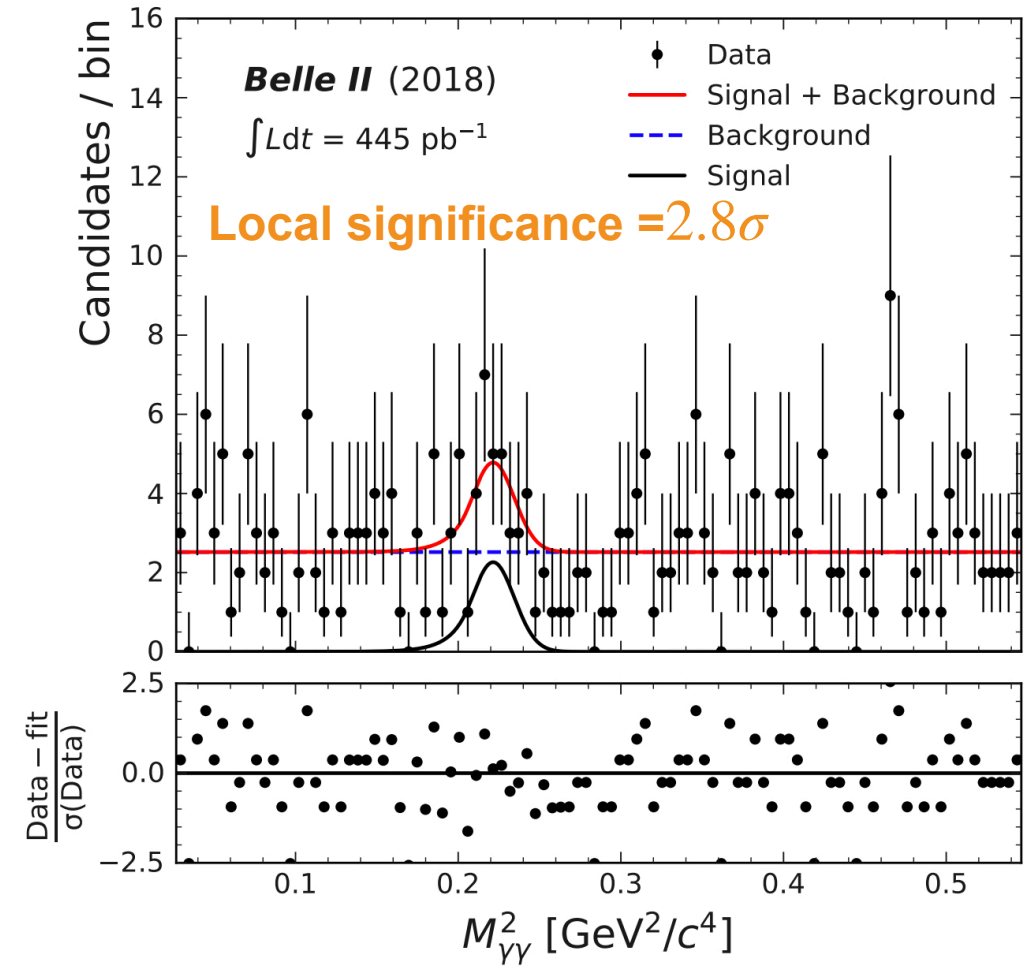 Candidates / bin
16
14
12
10
8
6
4
2
0
Belle II (2018)
∫Ldt = 445 pb⁻¹
Data
Signal + Background
Background
Signal
Local significance =2.8σ
Data − fit
σ(Data)
2.5
0.0
−2.5
0.1 0.2 0.3 0.4 0.5
M²γγ [GeV²/c⁴]